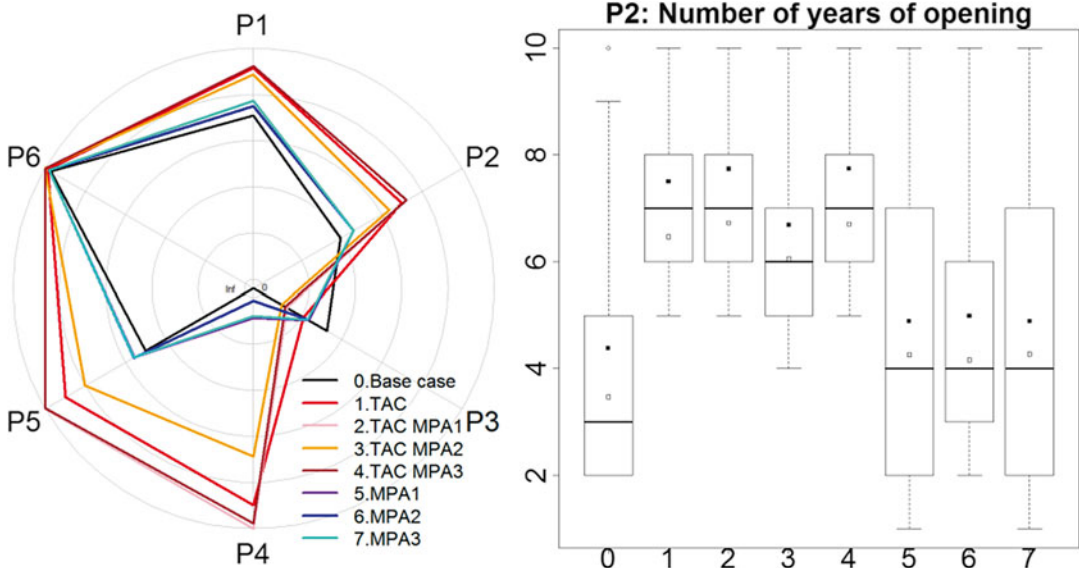 P1
P2
P3
P4
P5
P6
Inf
0
0.Base case
1.TAC
2.TAC MPA1
3.TAC MPA2
4.TAC MPA3
5.MPA1
6.MPA2
7.MPA3
P2: Number of years of opening
10
8
6
4
2
0 1 2 3 4 5 6 7